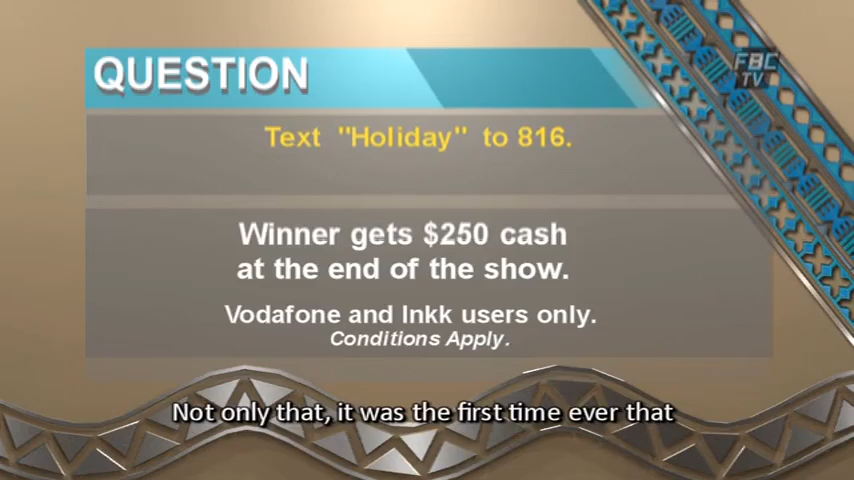 FBC
TV
QUESTION
Text "Holiday" to 816.
Winner gets $250 cash
at the end of the show.
Vodafone and Inkk users only.
Conditions Apply.
Not only that, it was the first time ever that